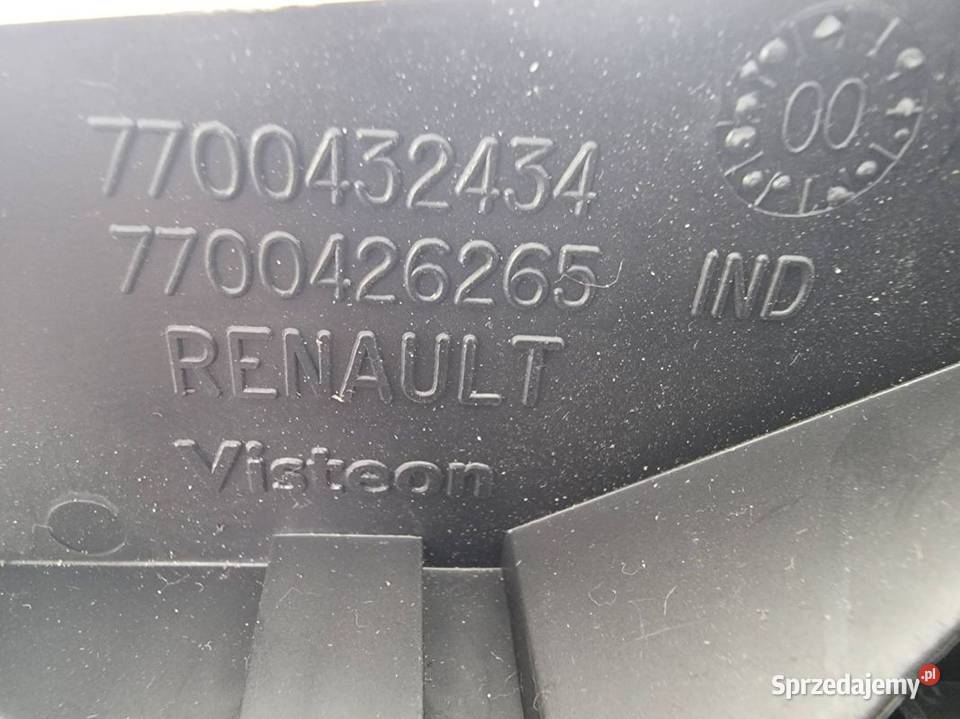 7700432434
7700426265
RENAULT
Visteon
00
IND
Sprzedajemy.pl